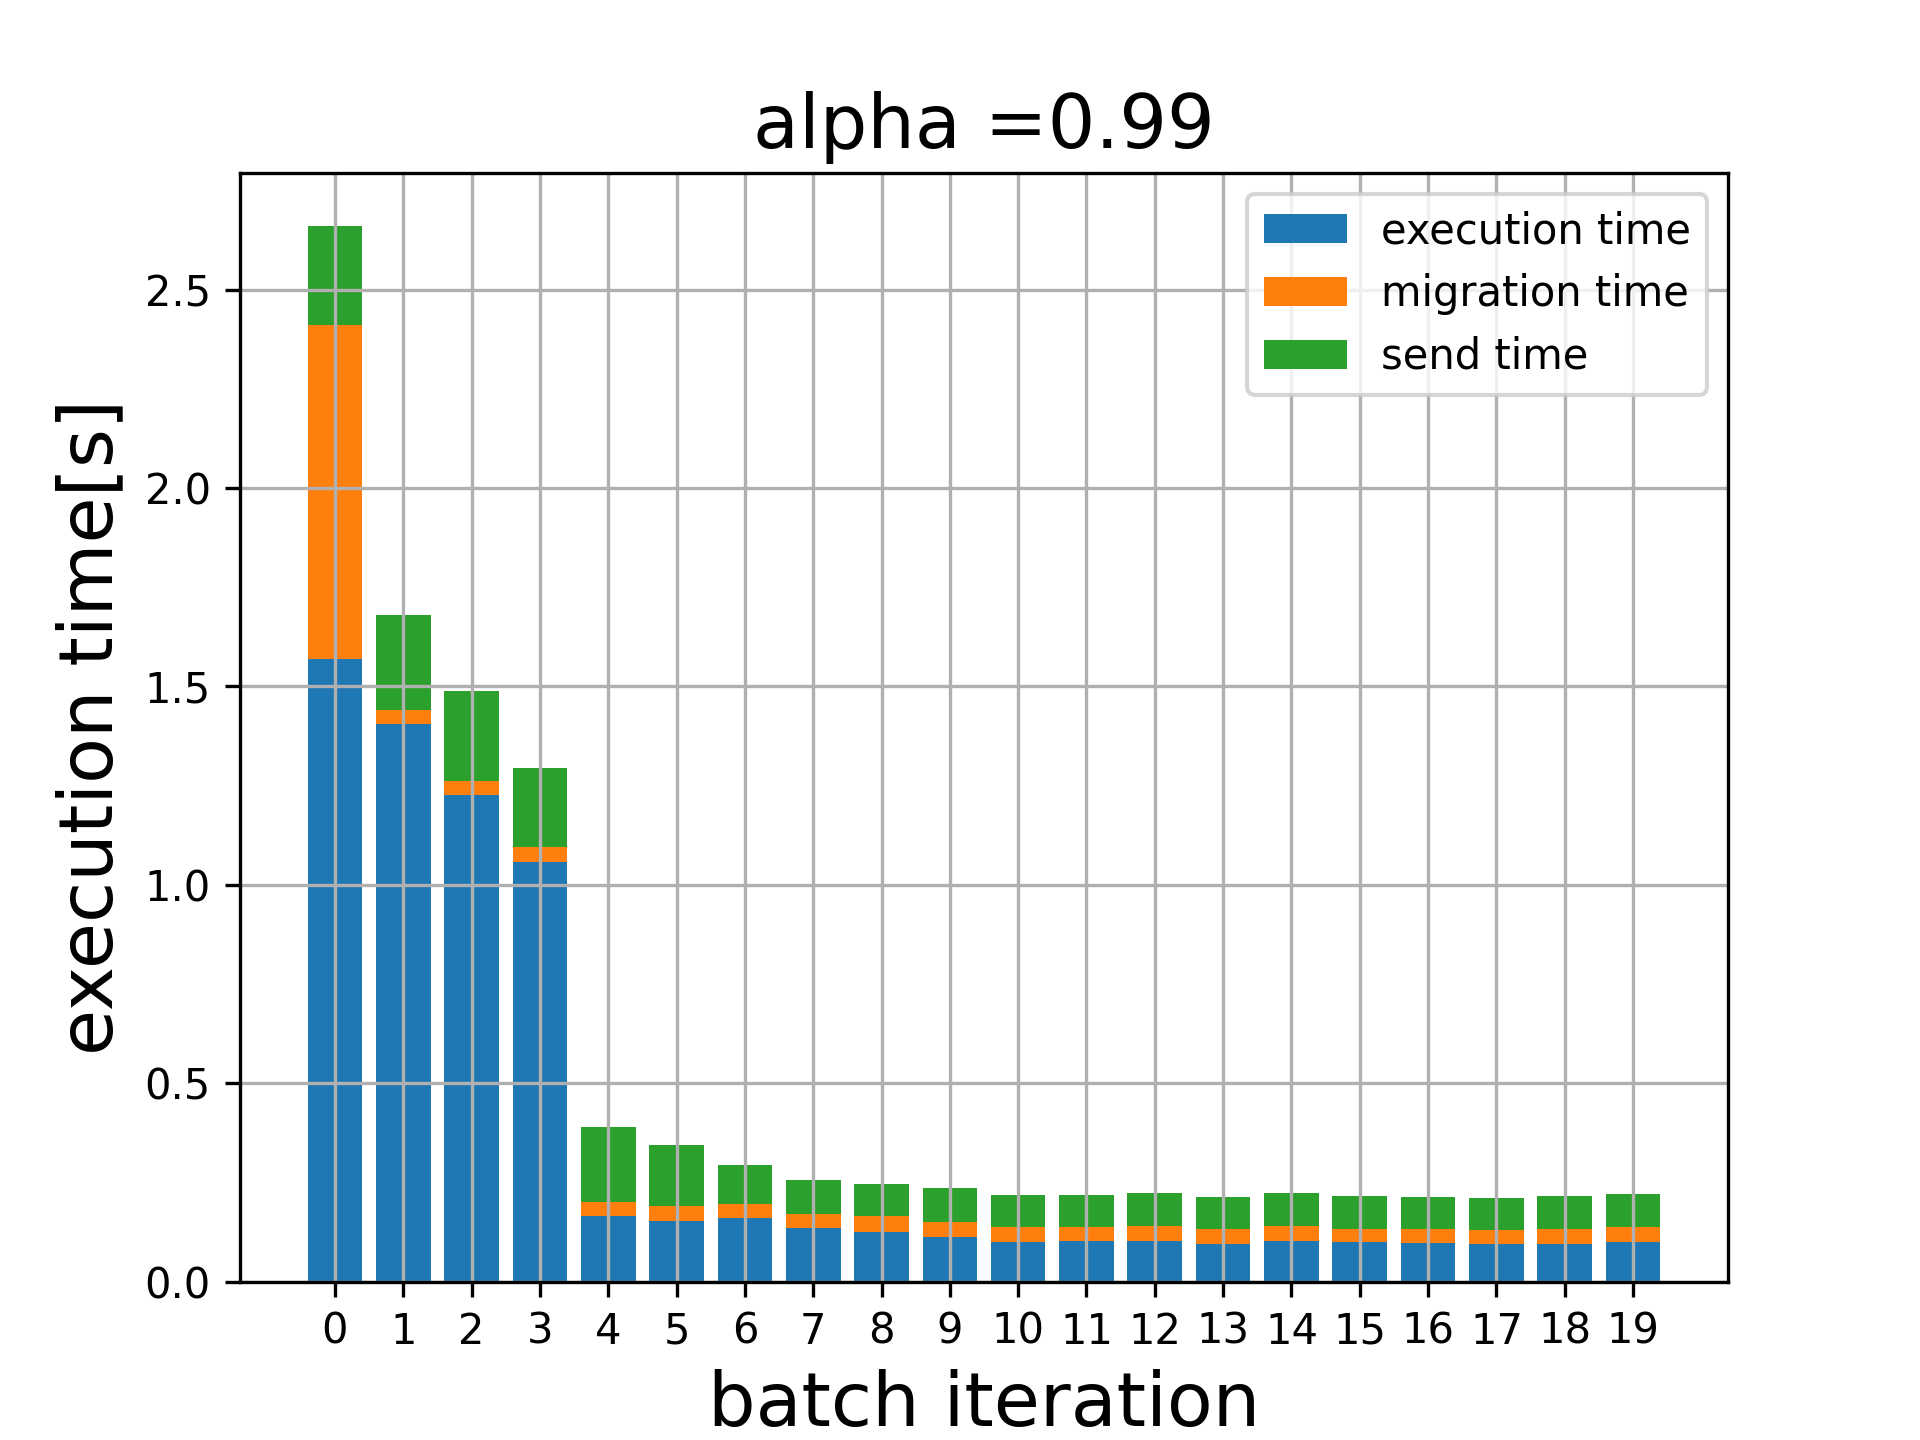 alpha =0.99
execution time
migration time
send time
execution time[s]
2.5
2.0
1.5
1.0
0.5
0.0
0 1 2 3 4 5 6 7 8 9 10 11 12 13 14 15 16 17 18 19
batch iteration